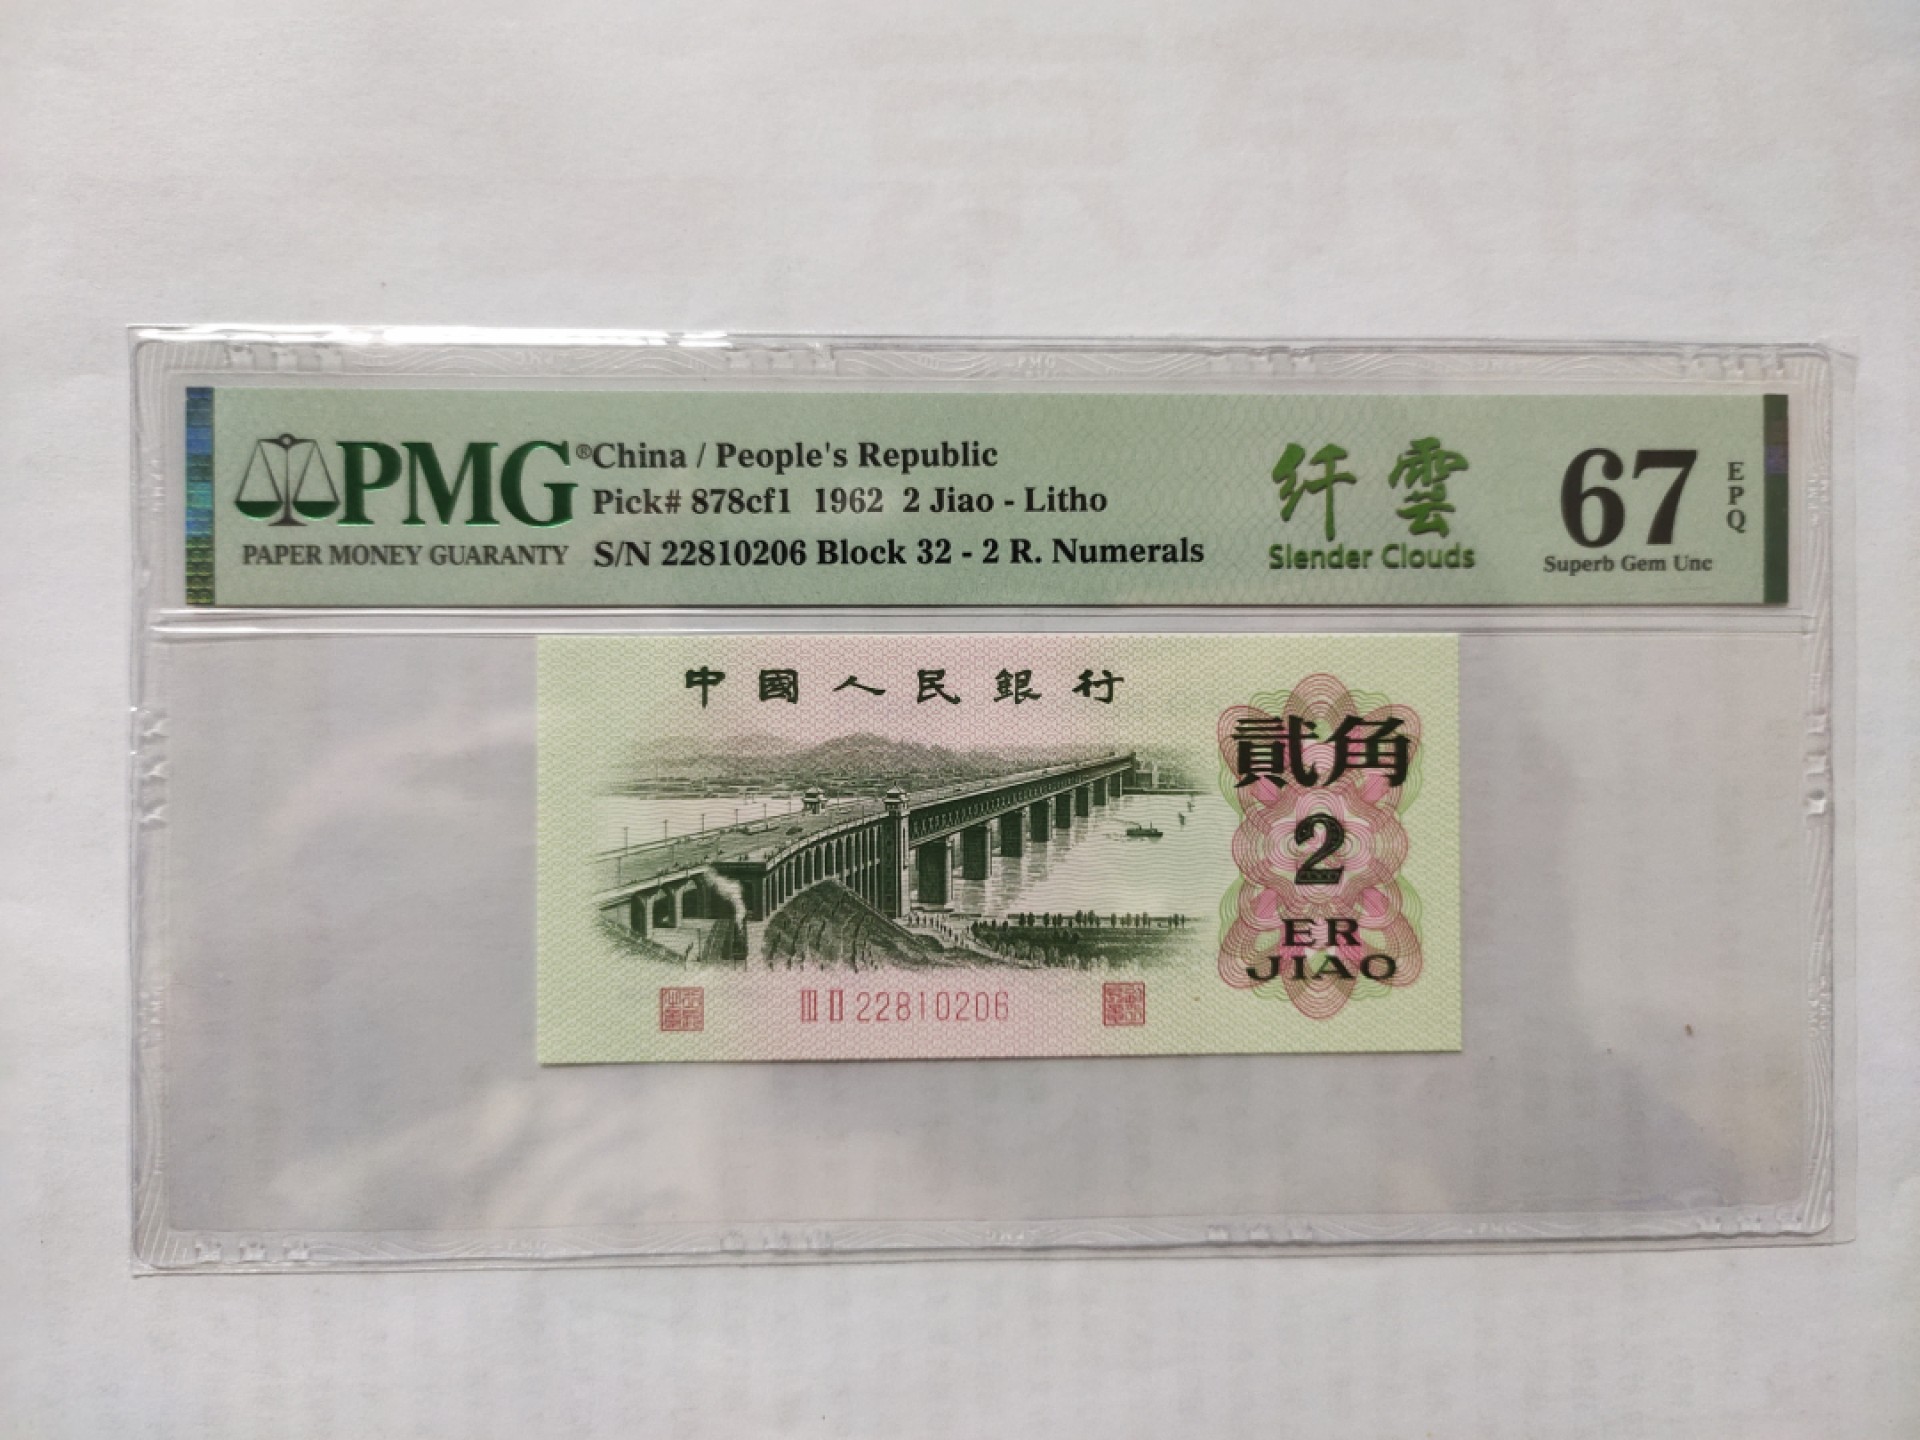 PMG®
PAPER MONEY GUARANTY
China / People's Republic
Pick# 878cf1 1962 2 Jiao - Litho
S/N 22810206 Block 32 - 2 R. Numerals
纤雲
Slender Clouds
67
EPQ
Superb Gem Unc
中國人民銀行
貳角
2
ER
JIAO
III II 22810206